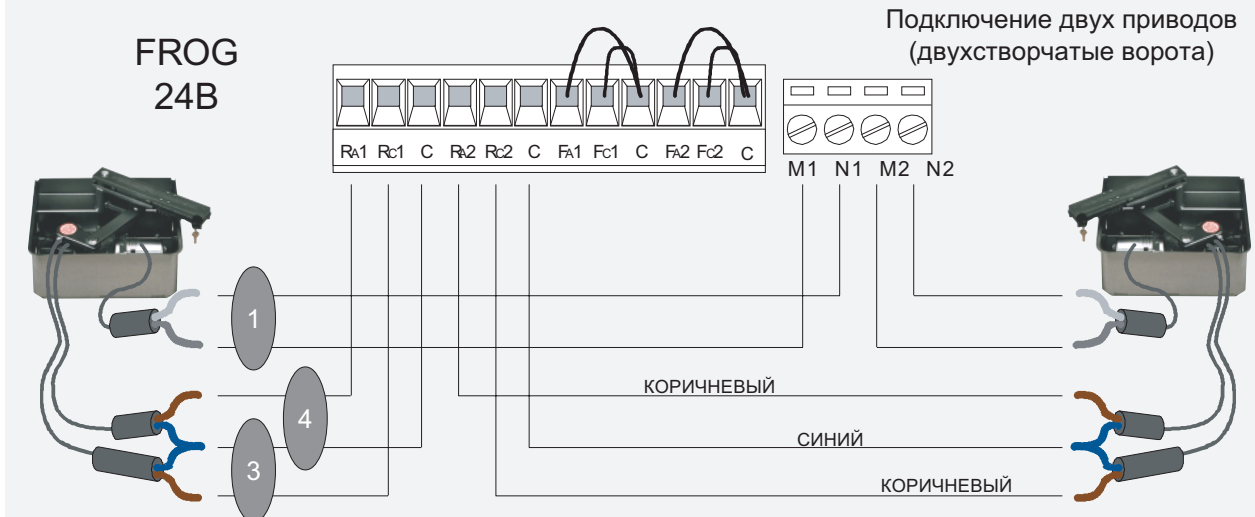 FROG
24В
Подключение двух приводов
(двухстворчатые ворота)
RA1 RC1 C RA2 RC2 C FA1 FC1 C FA2 FC2 C
M1 N1 M2 N2
1
4
3
КОРИЧНЕВЫЙ
СИНИЙ
КОРИЧНЕВЫЙ